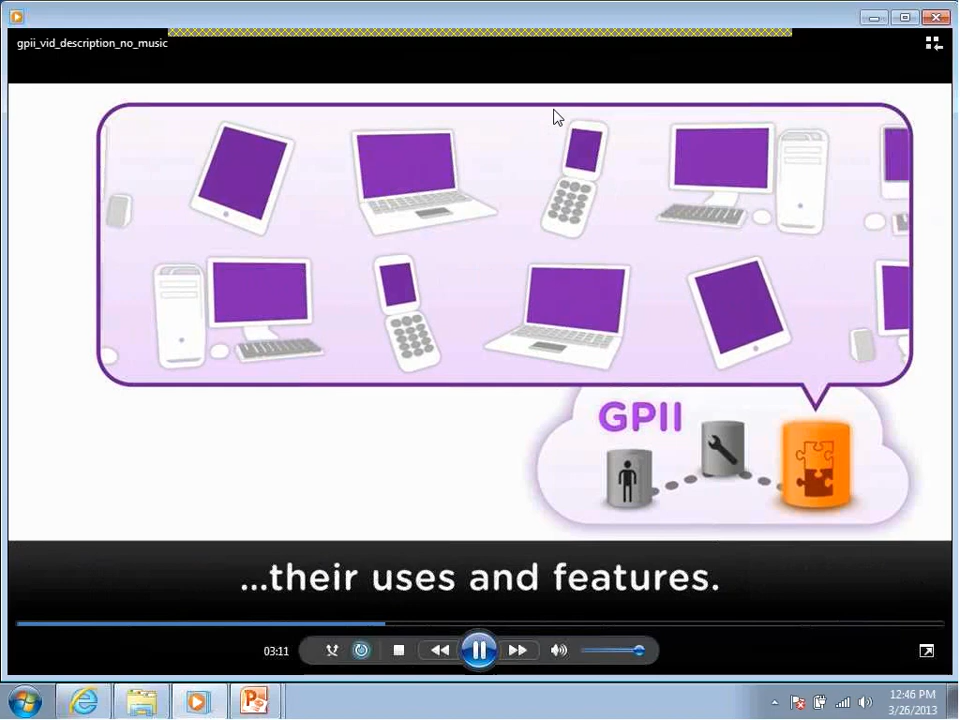 gpii_vid_description_no_music
GPII
...their uses and features.
03:11
12:46 PM
3/26/2013